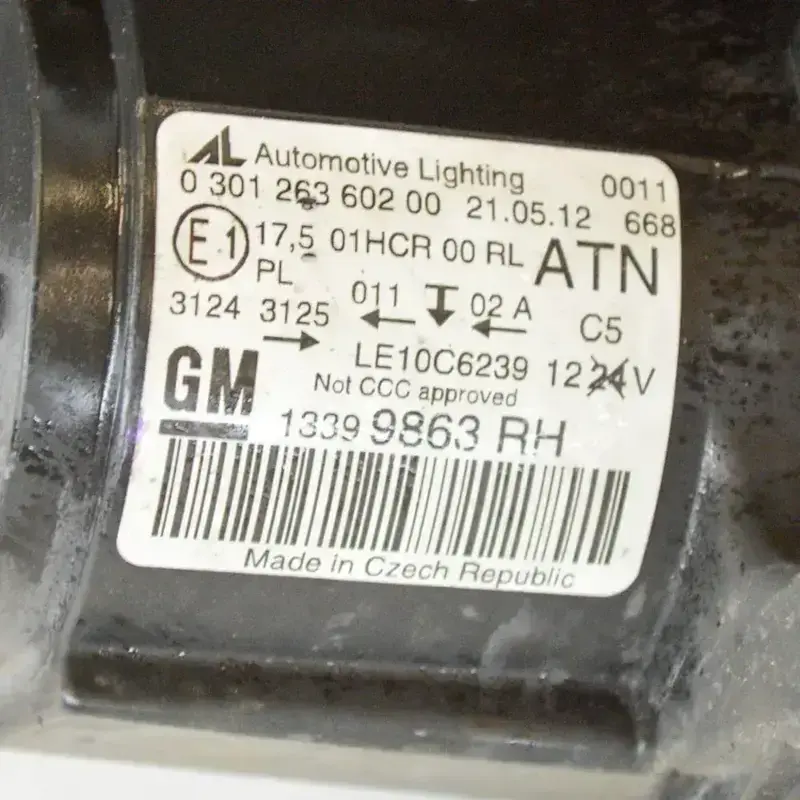 AL Automotive Lighting 0011
0 301 263 602 00 21.05.12 668
E1 17,5 01HCR 00 RL ATN
PL
3124 3125 011 02 A C5
LE10C6239 12 24 V
GM Not CCC approved
1339 9863 RH
Made in Czech Republic